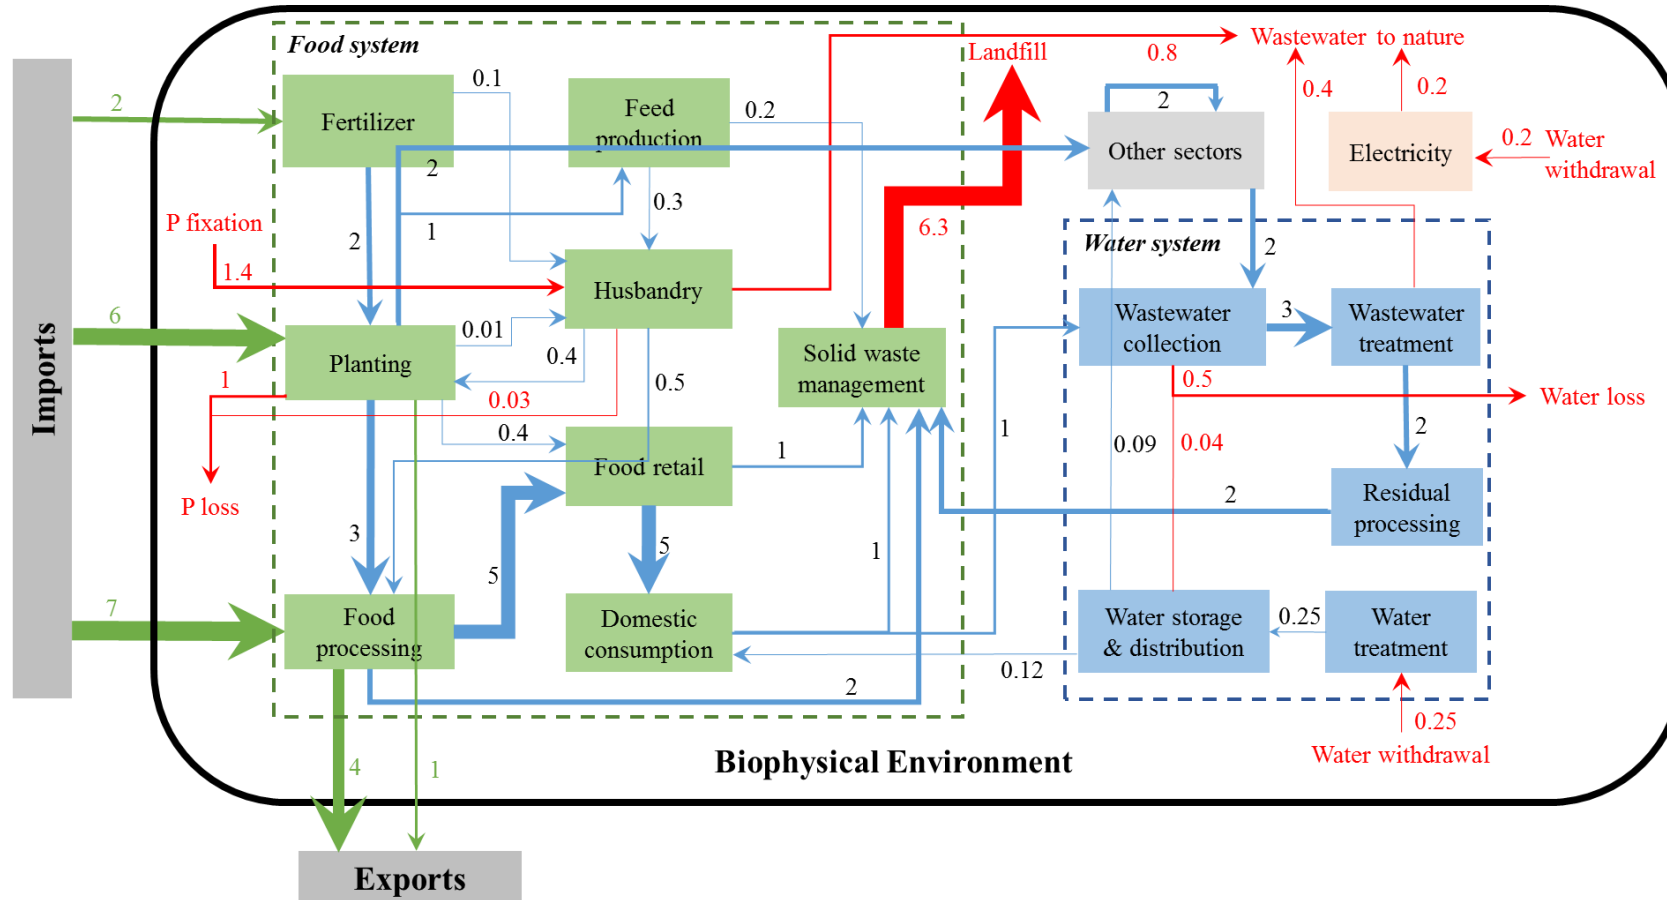 Food system
Landfill
0.8
Wastewater to nature
0.1
0.2
2
0.4
0.2
2
Fertilizer
Feed
production
2
Other sectors
Electricity
0.2
Water
withdrawal
0.3
P fixation
2
1
6.3
Water system
2
1.4
Husbandry
Wastewater
collection
3
Wastewater
treatment
6
0.01
Planting
0.4
Solid waste
management
1
0.5
0.5
Water loss
0.03
0.4
1
2
0.09
0.04
Imports
Food retail
1
P loss
2
Residual
processing
3
5
1
5
7
Food
processing
Domestic
consumption
0.12
Water storage
& distribution
0.25
Water
treatment
2
0.25
Water withdrawal
4
1
Biophysical Environment
Exports